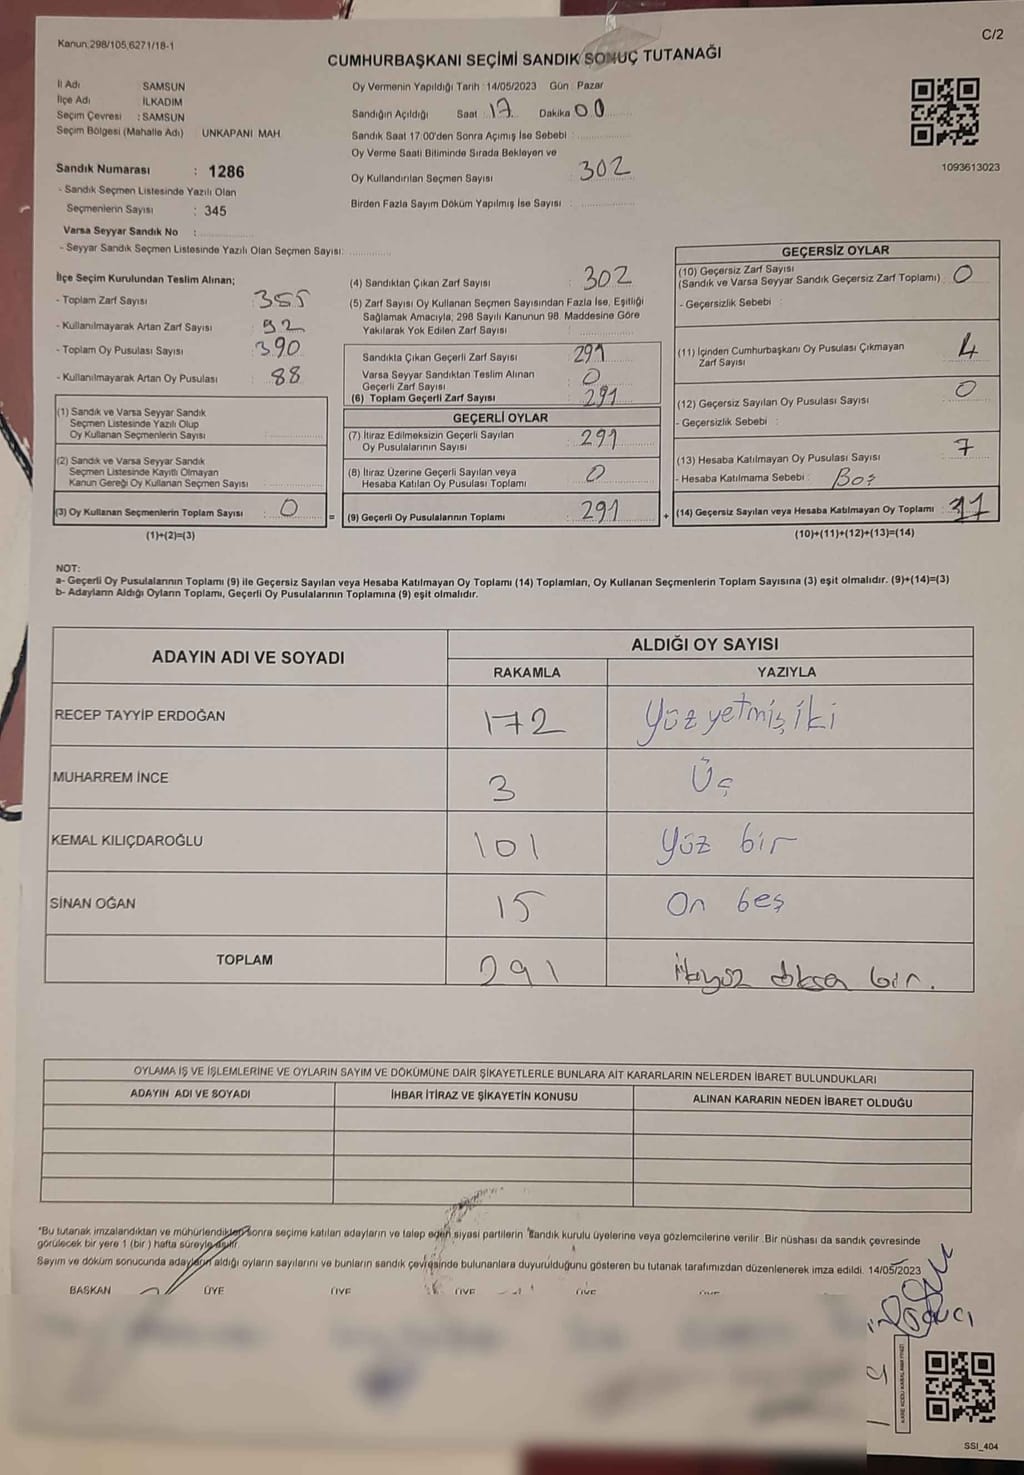 Kanun:298/105,6271/18-1
C/2
CUMHURBAŞKANI SEÇİMİ SANDIK SONUÇ TUTANAĞI
İl Adı SAMSUN
İlçe Adı İLKADIM
Seçim Çevresi : SAMSUN
Seçim Bölgesi (Mahalle Adı) UNKAPANI MAH
Sandık Numarası : 1286
- Sandık Seçmen Listesinde Yazılı Olan
Seçmenlerin Sayısı : 345
Varsa Seyyar Sandık No :
- Seyyar Sandık Seçmen Listesinde Yazılı Olan Seçmen Sayısı:
Oy Vermenin Yapıldığı Tarih : 14/05/2023 Gün : Pazar
Sandığın Açıldığı Saat 17 Dakika 00
Sandık Saat 17:00'den Sonra Açımış İse Sebebi :
Oy Verme Saati Bitiminde Sırada Bekleyen ve
Oy Kullandırılan Seçmen Sayısı : 302
Birden Fazla Sayım Döküm Yapılmış İse Sayısı :
1093613023
İlçe Seçim Kurulundan Teslim Alınan;
- Toplam Zarf Sayısı 355
- Kullanılmayarak Artan Zarf Sayısı : 52
- Toplam Oy Pusulası Sayısı 390
- Kullanılmayarak Artan Oy Pusulası : 88
(1) Sandık ve Varsa Seyyar Sandık
Seçmen Listesinde Yazılı Olup
Oy Kullanan Seçmenlerin Sayısı :
(2) Sandık ve Varsa Seyyar Sandık
Seçmen Listesinde Kayıtlı Olmayan
Kanun Gereği Oy Kullanan Seçmen Sayısı :
(3) Oy Kullanan Seçmenlerin Toplam Sayısı : 0
(1)+(2)=(3)
=
(4) Sandıktan Çıkan Zarf Sayısı : 302
(5) Zarf Sayısı Oy Kullanan Seçmen Sayısından Fazla İse, Eşitliği
Sağlamak Amacıyla, 298 Sayılı Kanunun 98. Maddesine Göre
Yakılarak Yok Edilen Zarf Sayısı :
Sandıkta Çıkan Geçerli Zarf Sayısı : 291
Varsa Seyyar Sandıktan Teslim Alınan
Geçerli Zarf Sayısı : 0
(6) Toplam Geçerli Zarf Sayısı : 291
GEÇERLİ OYLAR
(7) İtiraz Edilmeksizin Geçerli Sayılan
Oy Pusulalarının Sayısı : 291
(8) İtiraz Üzerine Geçerli Sayılan veya
Hesaba Katılan Oy Pusulası Toplamı : 0
(9) Geçerli Oy Pusulalarının Toplamı : 291
+
GEÇERSİZ OYLAR
(10) Geçersiz Zarf Sayısı
(Sandık ve Varsa Seyyar Sandık Geçersiz Zarf Toplamı) : 0
- Geçersizlik Sebebi :
(11) İçinden Cumhurbaşkanı Oy Pusulası Çıkmayan
Zarf Sayısı : 4
(12) Geçersiz Sayılan Oy Pusulası Sayısı : 0
- Geçersizlik Sebebi :
(13) Hesaba Katılmayan Oy Pusulası Sayısı : 7
- Hesaba Katılmama Sebebi : Boş
(14) Geçersiz Sayılan veya Hesaba Katılmayan Oy Toplamı : 11
(10)+(11)+(12)+(13)=(14)
NOT:
a- Geçerli Oy Pusulalarının Toplamı (9) ile Geçersiz Sayılan veya Hesaba Katılmayan Oy Toplamı (14) Toplamları, Oy Kullanan Seçmenlerin Toplam Sayısına (3) eşit olmalıdır. (9)+(14)=(3)
b- Adayların Aldığı Oyların Toplamı, Geçerli Oy Pusulalarının Toplamına (9) eşit olmalıdır.
ADAYIN ADI VE SOYADI
ALDIĞI OY SAYISI
RAKAMLA YAZIYLA
RECEP TAYYİP ERDOĞAN 172 Yüz yetmiş iki
MUHARREM İNCE 3 Üç
KEMAL KILIÇDAROĞLU 101 Yüz bir
SİNAN OĞAN 15 On beş
TOPLAM 291 bir.
OYLAMA İŞ VE İŞLEMLERİNE VE OYLARIN SAYIM VE DÖKÜMÜNE DAİR ŞİKAYETLERLE BUNLARA AİT KARARLARIN NELERDEN İBARET BULUNDUKLARI
ADAYIN ADI VE SOYADI İHBAR İTİRAZ VE ŞİKAYETİN KONUSU ALINAN KARARIN NEDEN İBARET OLDUĞU
*Bu tutanak imzalandıktan ve mühürlendikten sonra seçime katılan adayların ve talep eden siyasi partilerin sandık kurulu üyelerine veya gözlemcilerine verilir. Bir nüshası da sandık çevresinde
görülecek bir yere 1 (bir) hafta süreyle asılır.
Sayım ve döküm sonucunda adayların aldığı oyların sayılarını ve bunların sandık çevresinde bulunanlara duyurulduğunu gösteren bu tutanak tarafımızdan düzenlenerek imza edildi. 14/05/2023
BAŞKAN ÜYE ÜYE ÜYE ÜYE
SSI_404